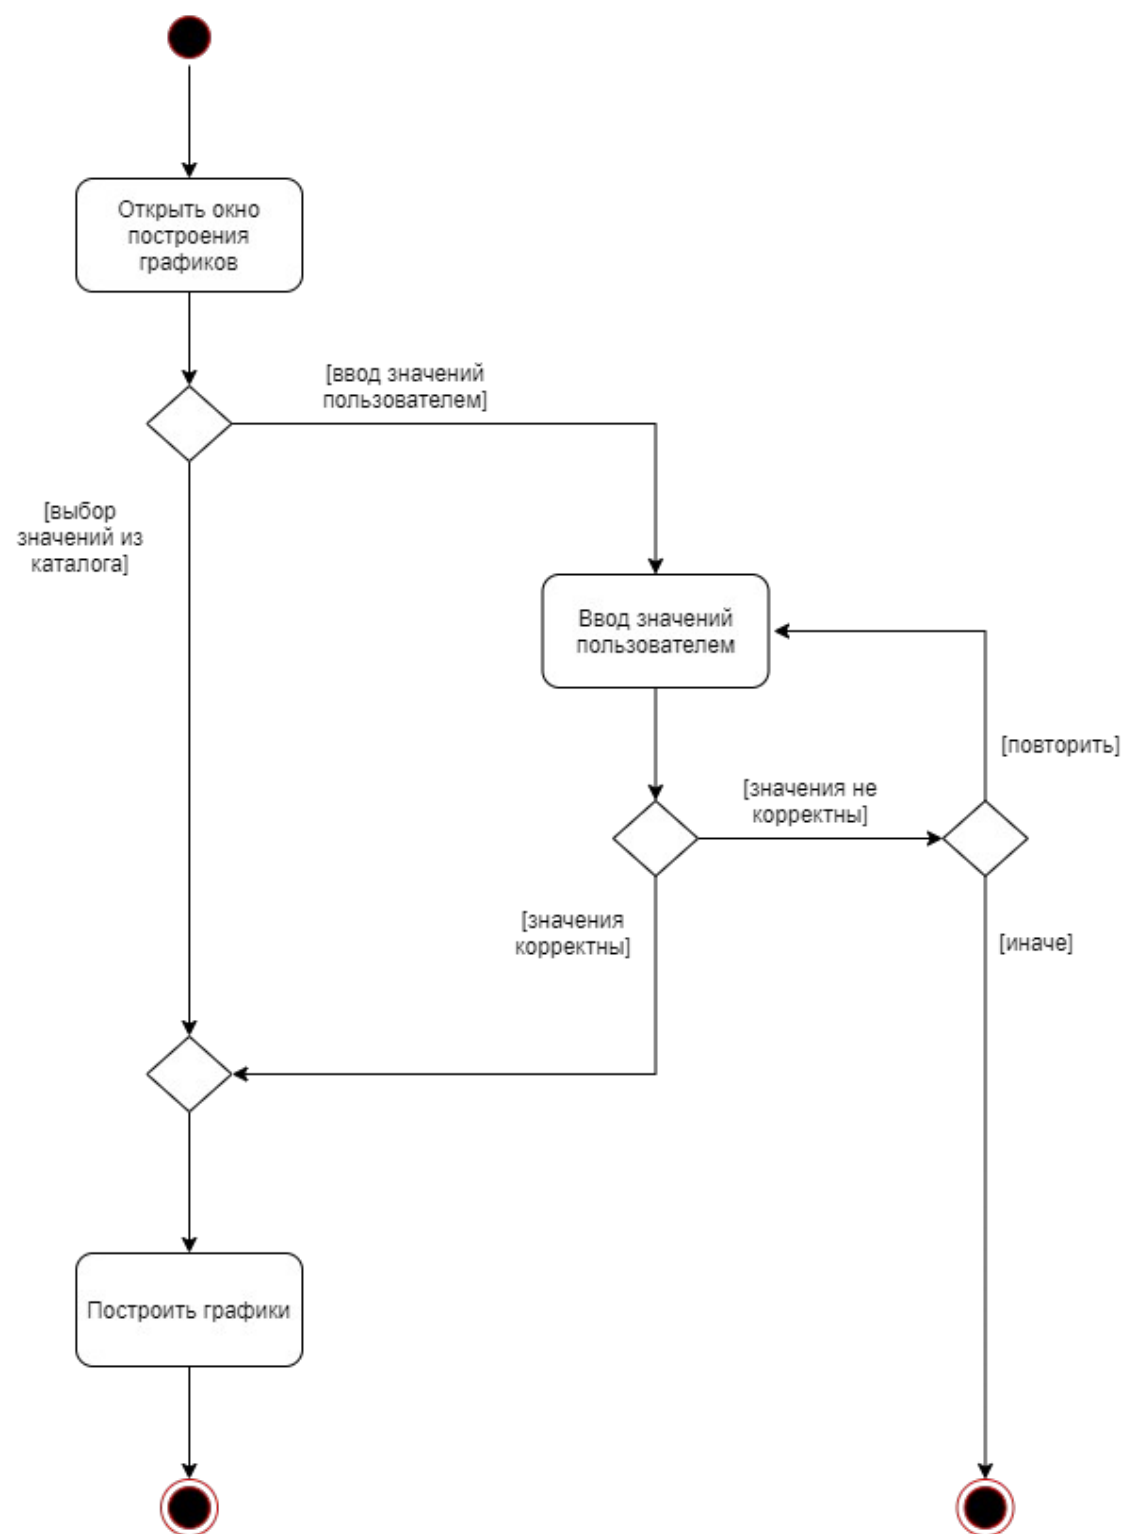 Открыть окно
построения
графиков
[ввод значений
пользователем]
[выбор
значений из
каталога]
Ввод значений
пользователем
[повторить]
[значения не
корректны]
[значения
корректны]
[иначе]
Построить графики